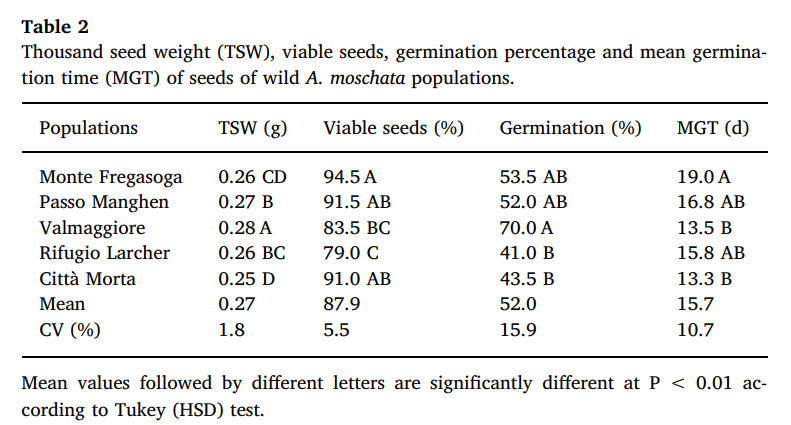 Table 2
Thousand seed weight (TSW), viable seeds, germination percentage and mean germina-
tion time (MGT) of seeds of wild A. moschata populations.
Populations TSW (g) Viable seeds (%) Germination (%) MGT (d)
Monte Fregasoga 0.26 CD 94.5 A 53.5 AB 19.0 A
Passo Manghen 0.27 B 91.5 AB 52.0 AB 16.8 AB
Valmaggiore 0.28 A 83.5 BC 70.0 A 13.5 B
Rifugio Larcher 0.26 BC 79.0 C 41.0 B 15.8 AB
Città Morta 0.25 D 91.0 AB 43.5 B 13.3 B
Mean 0.27 87.9 52.0 15.7
CV (%) 1.8 5.5 15.9 10.7
Mean values followed by different letters are significantly different at P < 0.01 ac-
cording to Tukey (HSD) test.